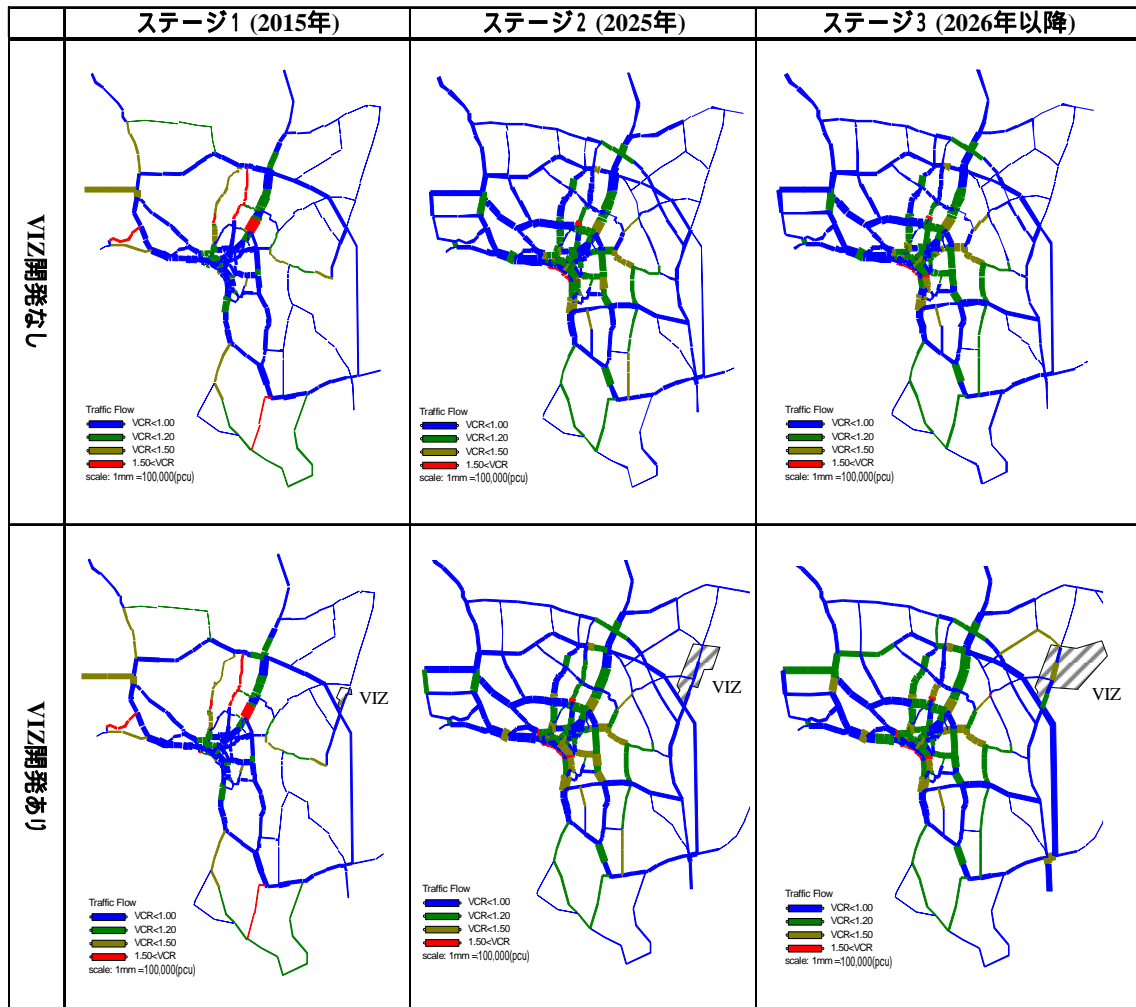 ステージ1 (2015年)
ステージ2 (2025年)
ステージ3 (2026年以降)
VIZ開発なし
Traffic Flow
VCR<1.00
VCR<1.20
VCR<1.50
1.50<VCR
scale: 1mm =100,000(pcu)
Traffic Flow
VCR<1.00
VCR<1.20
VCR<1.50
1.50<VCR
scale: 1mm =100,000(pcu)
Traffic Flow
VCR<1.00
VCR<1.20
VCR<1.50
1.50<VCR
scale: 1mm =100,000(pcu)
VIZ開発あり
VIZ
Traffic Flow
VCR<1.00
VCR<1.20
VCR<1.50
1.50<VCR
scale: 1mm =100,000(pcu)
VIZ
Traffic Flow
VCR<1.00
VCR<1.20
VCR<1.50
1.50<VCR
scale: 1mm =100,000(pcu)
VIZ
Traffic Flow
VCR<1.00
VCR<1.20
VCR<1.50
1.50<VCR
scale: 1mm =100,000(pcu)